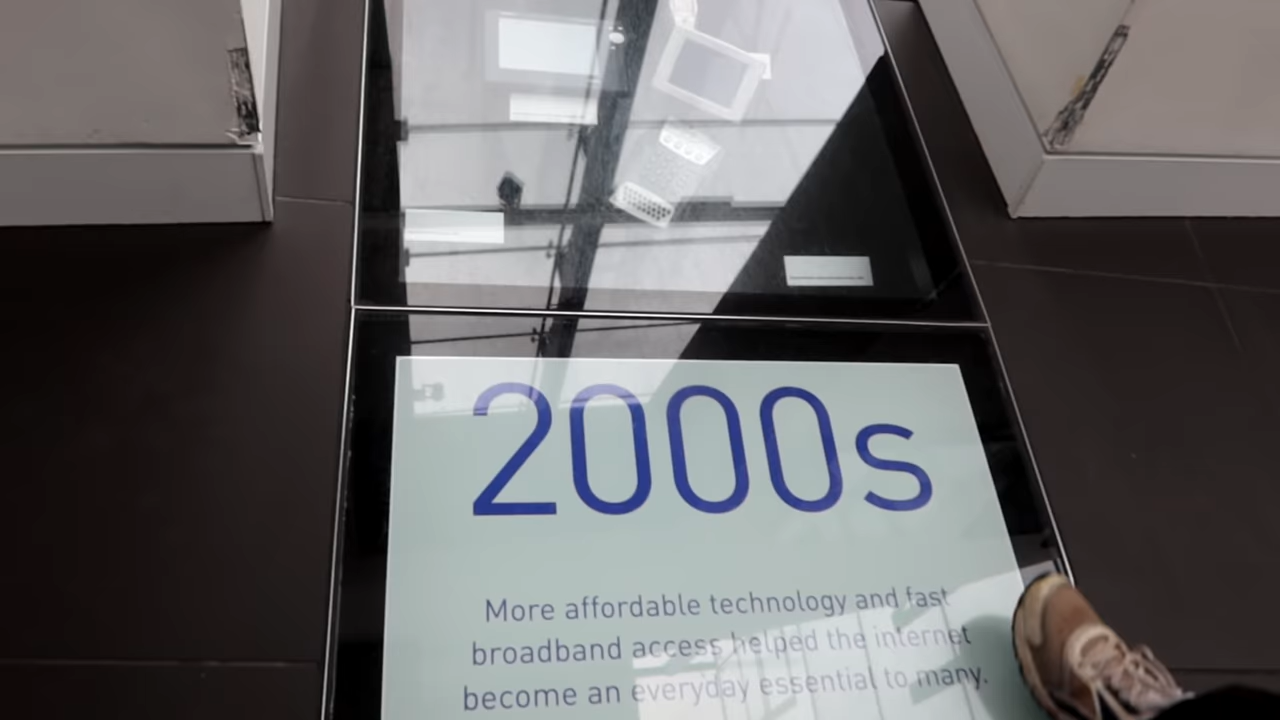 2000s
More affordable technology and fast
broadband access helped the internet
become an everyday essential to many.